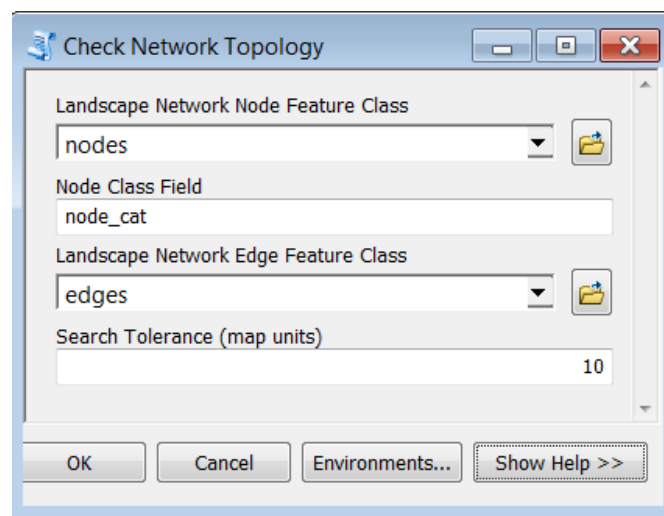 Check Network Topology
Landscape Network Node Feature Class
nodes
Node Class Field
node_cat
Landscape Network Edge Feature Class
edges
Search Tolerance (map units)
10
OK Cancel Environments... Show Help >>